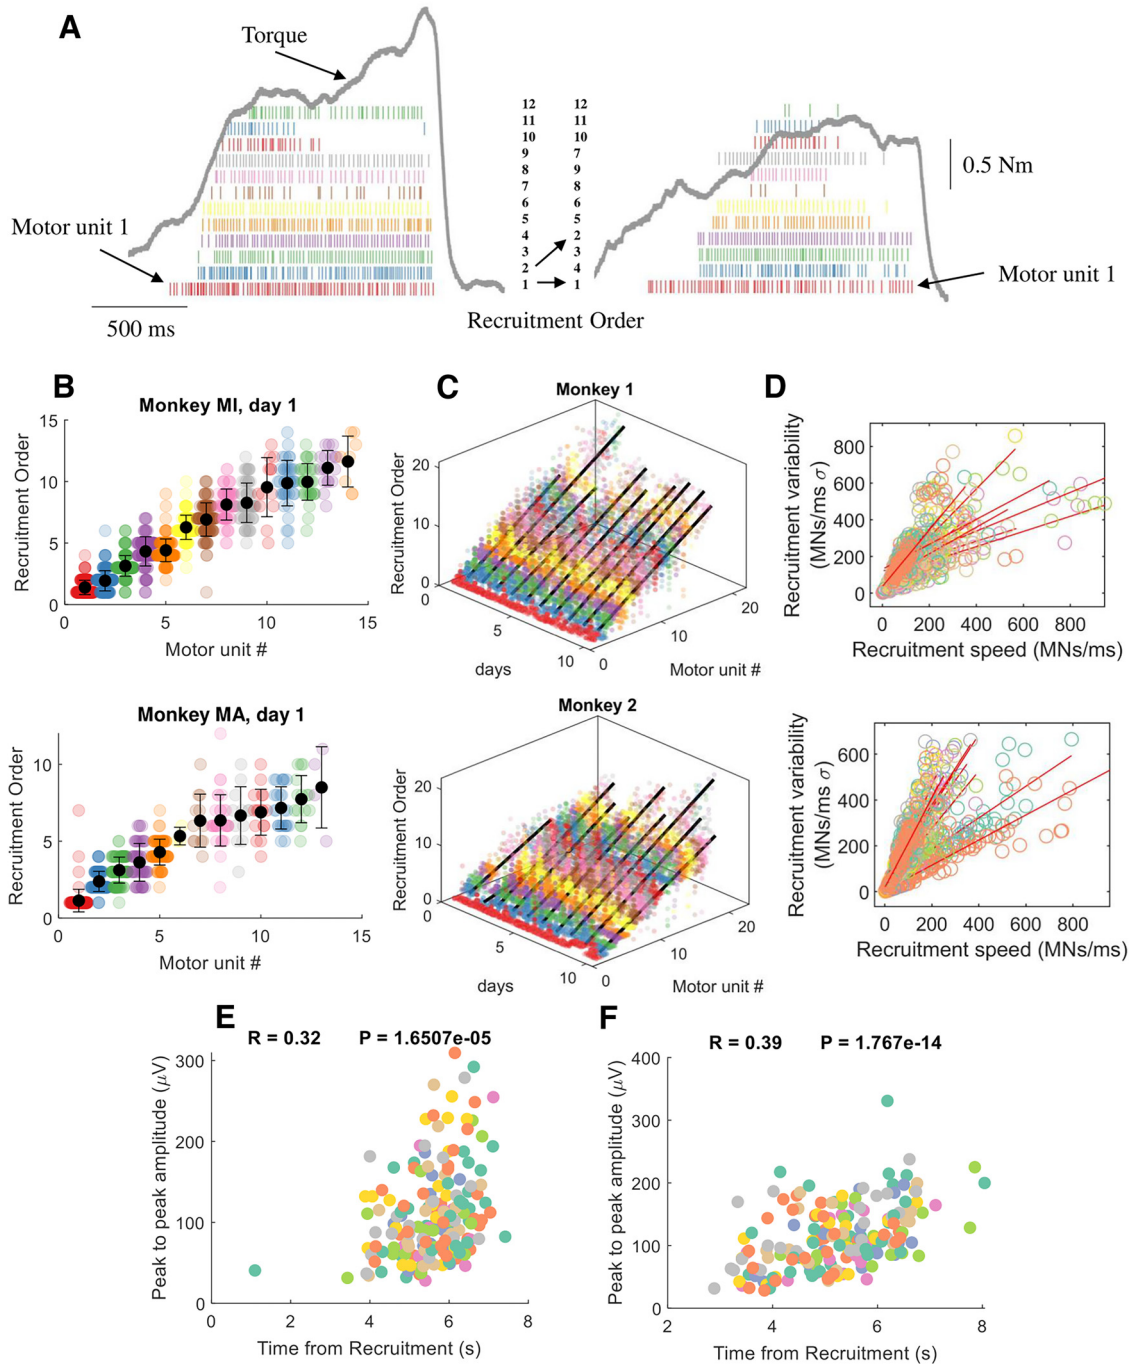 A
Torque
Motor unit 1
500 ms
12 12
11 11
10 10
9 7
8 9
7 8
6 6
5 5
4 2
3 3
2 4
1 1
Recruitment Order
0.5 Nm
Motor unit 1
B
Monkey MI, day 1
Recruitment Order
15
10
5
0
0 5 10 15
Motor unit #
Monkey MA, day 1
Recruitment Order
10
5
0
0 5 10 15
Motor unit #
C
Monkey 1
Recruitment Order
20
10
0
0
5
10
days
0
10
20
Motor unit #
Monkey 2
Recruitment Order
20
10
0
0
5
10
days
0
10
20
Motor unit #
D
Recruitment variability
(MNs/ms σ)
800
600
400
200
0
0 200 400 600 800
Recruitment speed (MNs/ms)
Recruitment variability
(MNs/ms σ)
600
400
200
0
0 200 400 600 800
Recruitment speed (MNs/ms)
E
R = 0.32 P = 1.6507e-05
Peak to peak amplitude (μV)
300
200
100
0
0 2 4 6 8
Time from Recruitment (s)
F
R = 0.39 P = 1.767e-14
Peak to peak amplitude (μV)
400
300
200
100
0
2 4 6 8
Time from Recruitment (s)